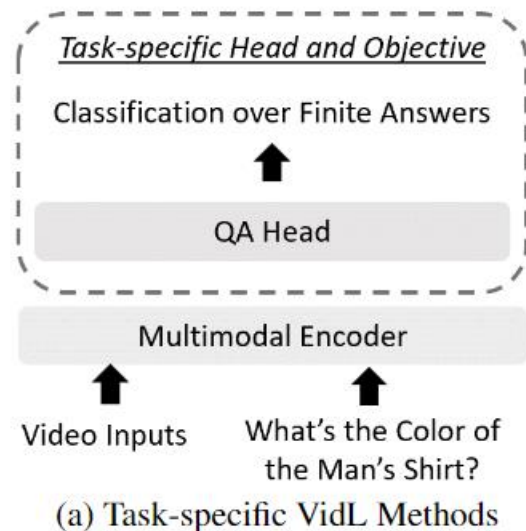 Task-specific Head and Objective
Classification over Finite Answers
QA Head
Multimodal Encoder
Video Inputs
What's the Color of
the Man's Shirt?
(a) Task-specific VidL Methods